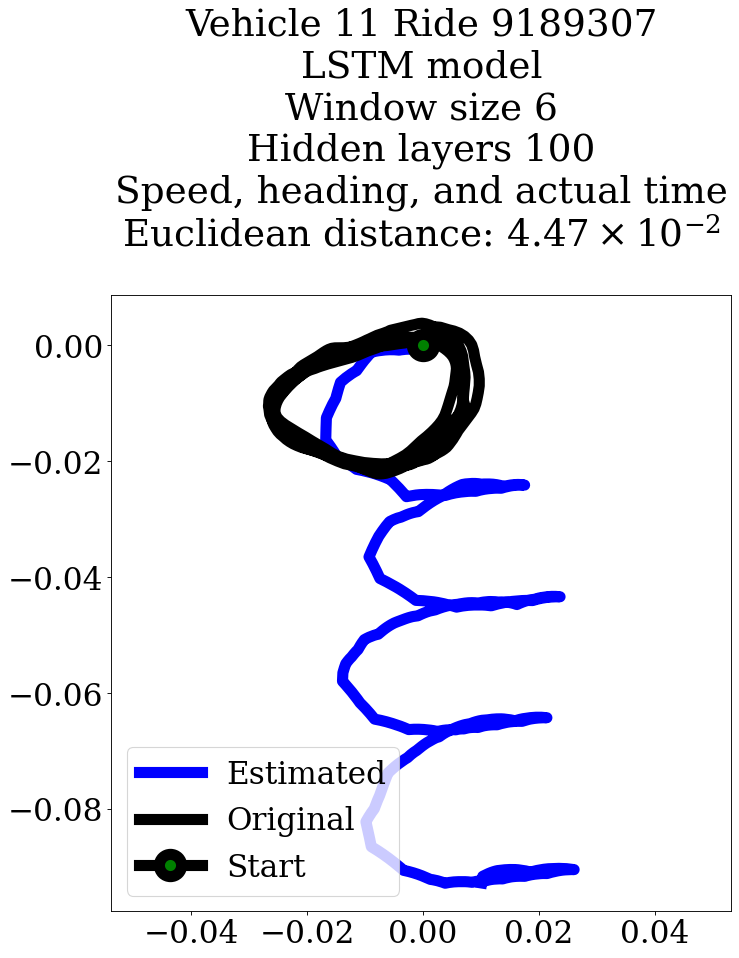 Vehicle 11 Ride 9189307
LSTM model
Window size 6
Hidden layers 100
Speed, heading, and actual time
Euclidean distance: 4.47 × 10⁻²
0.00
−0.02
−0.04
−0.06
−0.08
Estimated
Original
Start
−0.04 −0.02 0.00 0.02 0.04